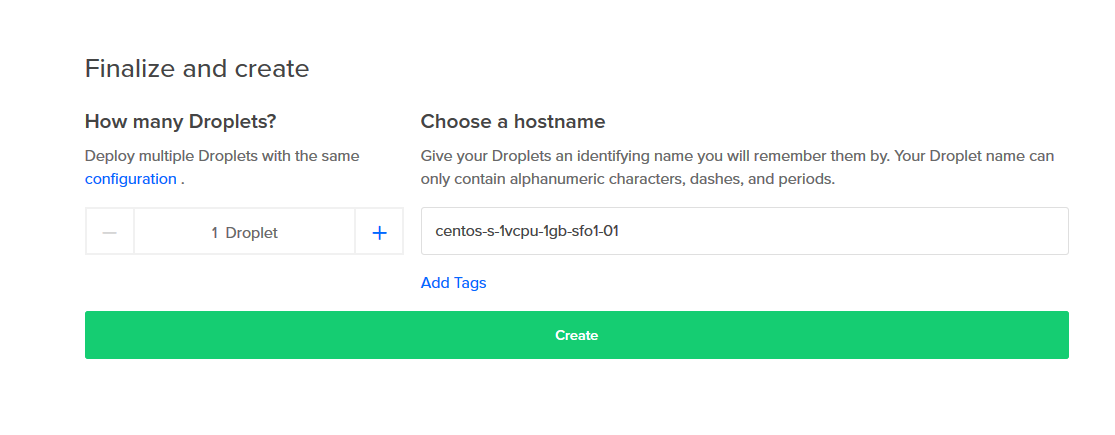 Finalize and create
How many Droplets?
Deploy multiple Droplets with the same
configuration .
1 Droplet
Choose a hostname
Give your Droplets an identifying name you will remember them by. Your Droplet name can
only contain alphanumeric characters, dashes, and periods.
centos-s-1vcpu-1gb-sfo1-01
Add Tags
Create